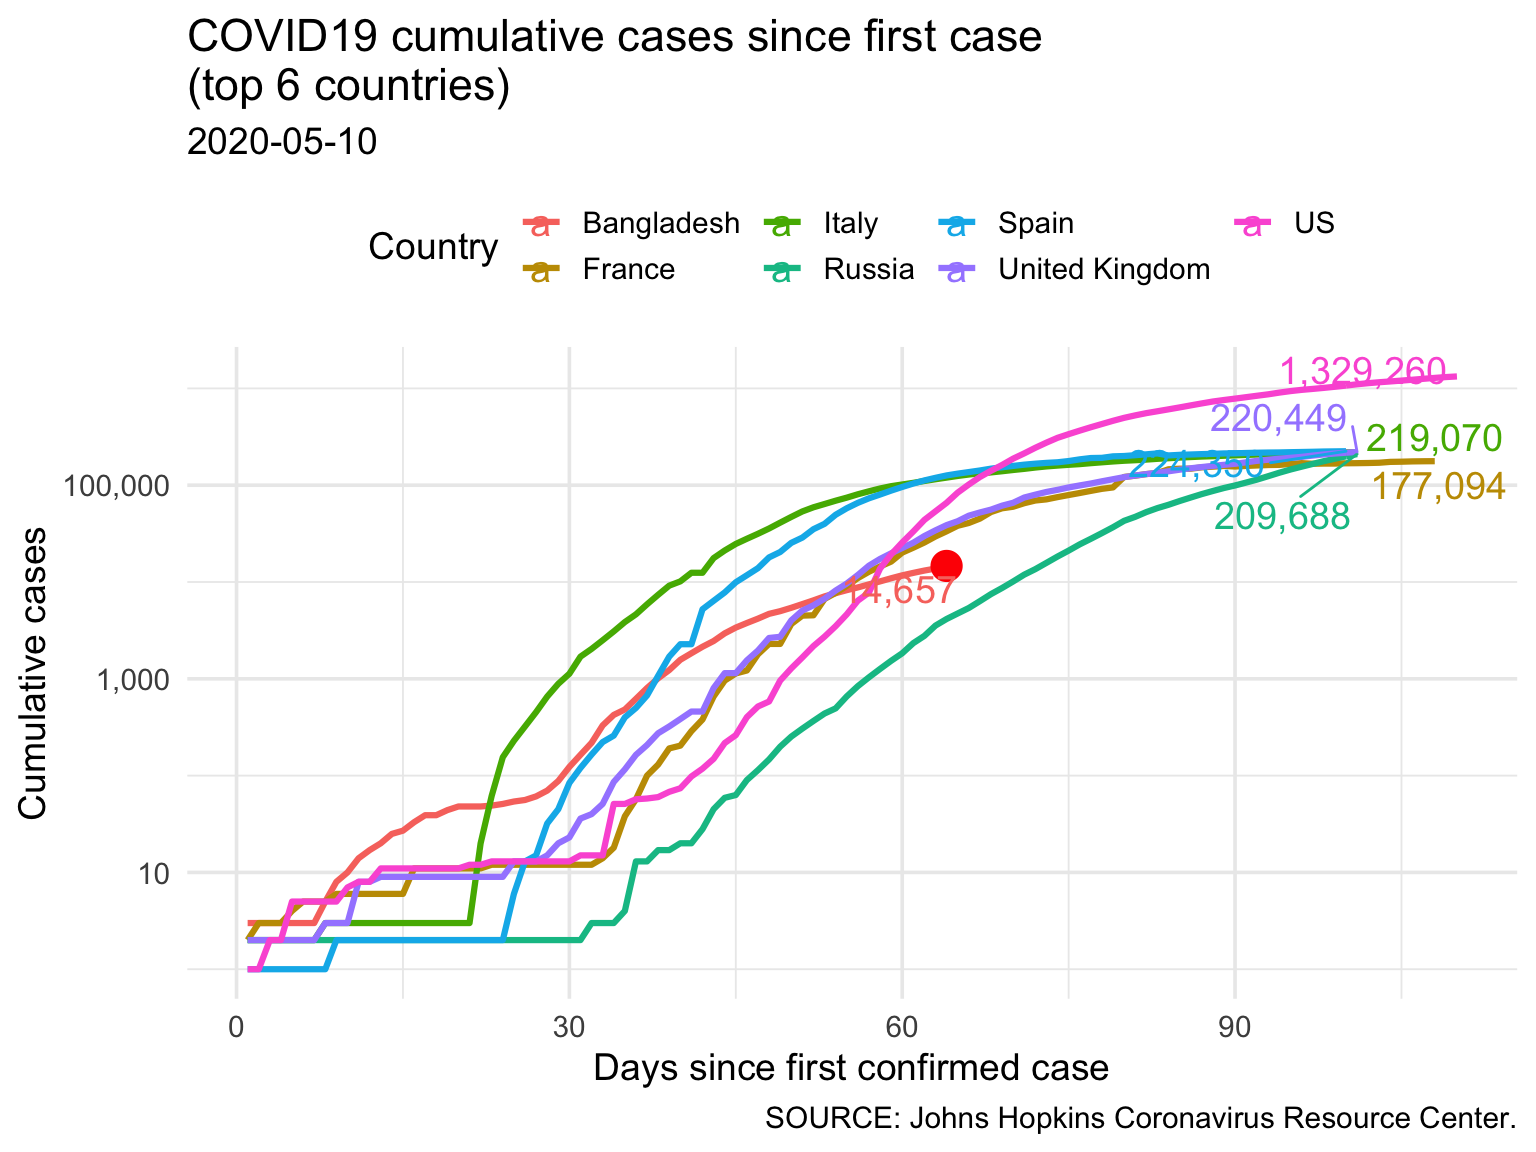 COVID19 cumulative cases since first case
(top 6 countries)
2020-05-10
Country
a Bangladesh a Italy a Spain a US
a France a Russia a United Kingdom
1,329,260
220,449
219,070
177,094
209,688
14,657
100,000
1,000
10
Cumulative cases
0 30 60 90
Days since first confirmed case
SOURCE: Johns Hopkins Coronavirus Resource Center.